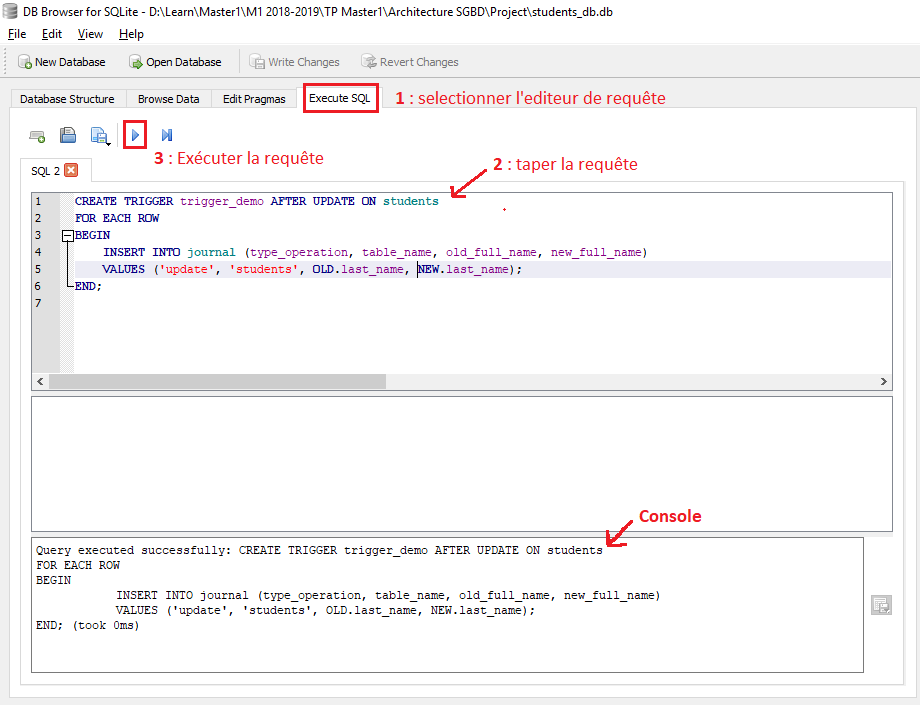 DB Browser for SQLite - D:\Learn\Master1\M1 2018-2019\TP Master1\Architecture SGBD\Project\students_db.db
File Edit View Help
New Database Open Database Write Changes Revert Changes
Database Structure Browse Data Edit Pragmas Execute SQL 1 : selectionner l'editeur de requête
3 : Exécuter la requête
2 : taper la requête
SQL 2
1 CREATE TRIGGER trigger_demo AFTER UPDATE ON students
2 FOR EACH ROW
3 BEGIN
4 INSERT INTO journal (type_operation, table_name, old_full_name, new_full_name)
5 VALUES ('update', 'students', OLD.last_name, NEW.last_name);
6 END;
7
Console
Query executed successfully: CREATE TRIGGER trigger_demo AFTER UPDATE ON students
FOR EACH ROW
BEGIN
INSERT INTO journal (type_operation, table_name, old_full_name, new_full_name)
VALUES ('update', 'students', OLD.last_name, NEW.last_name);
END; (took 0ms)